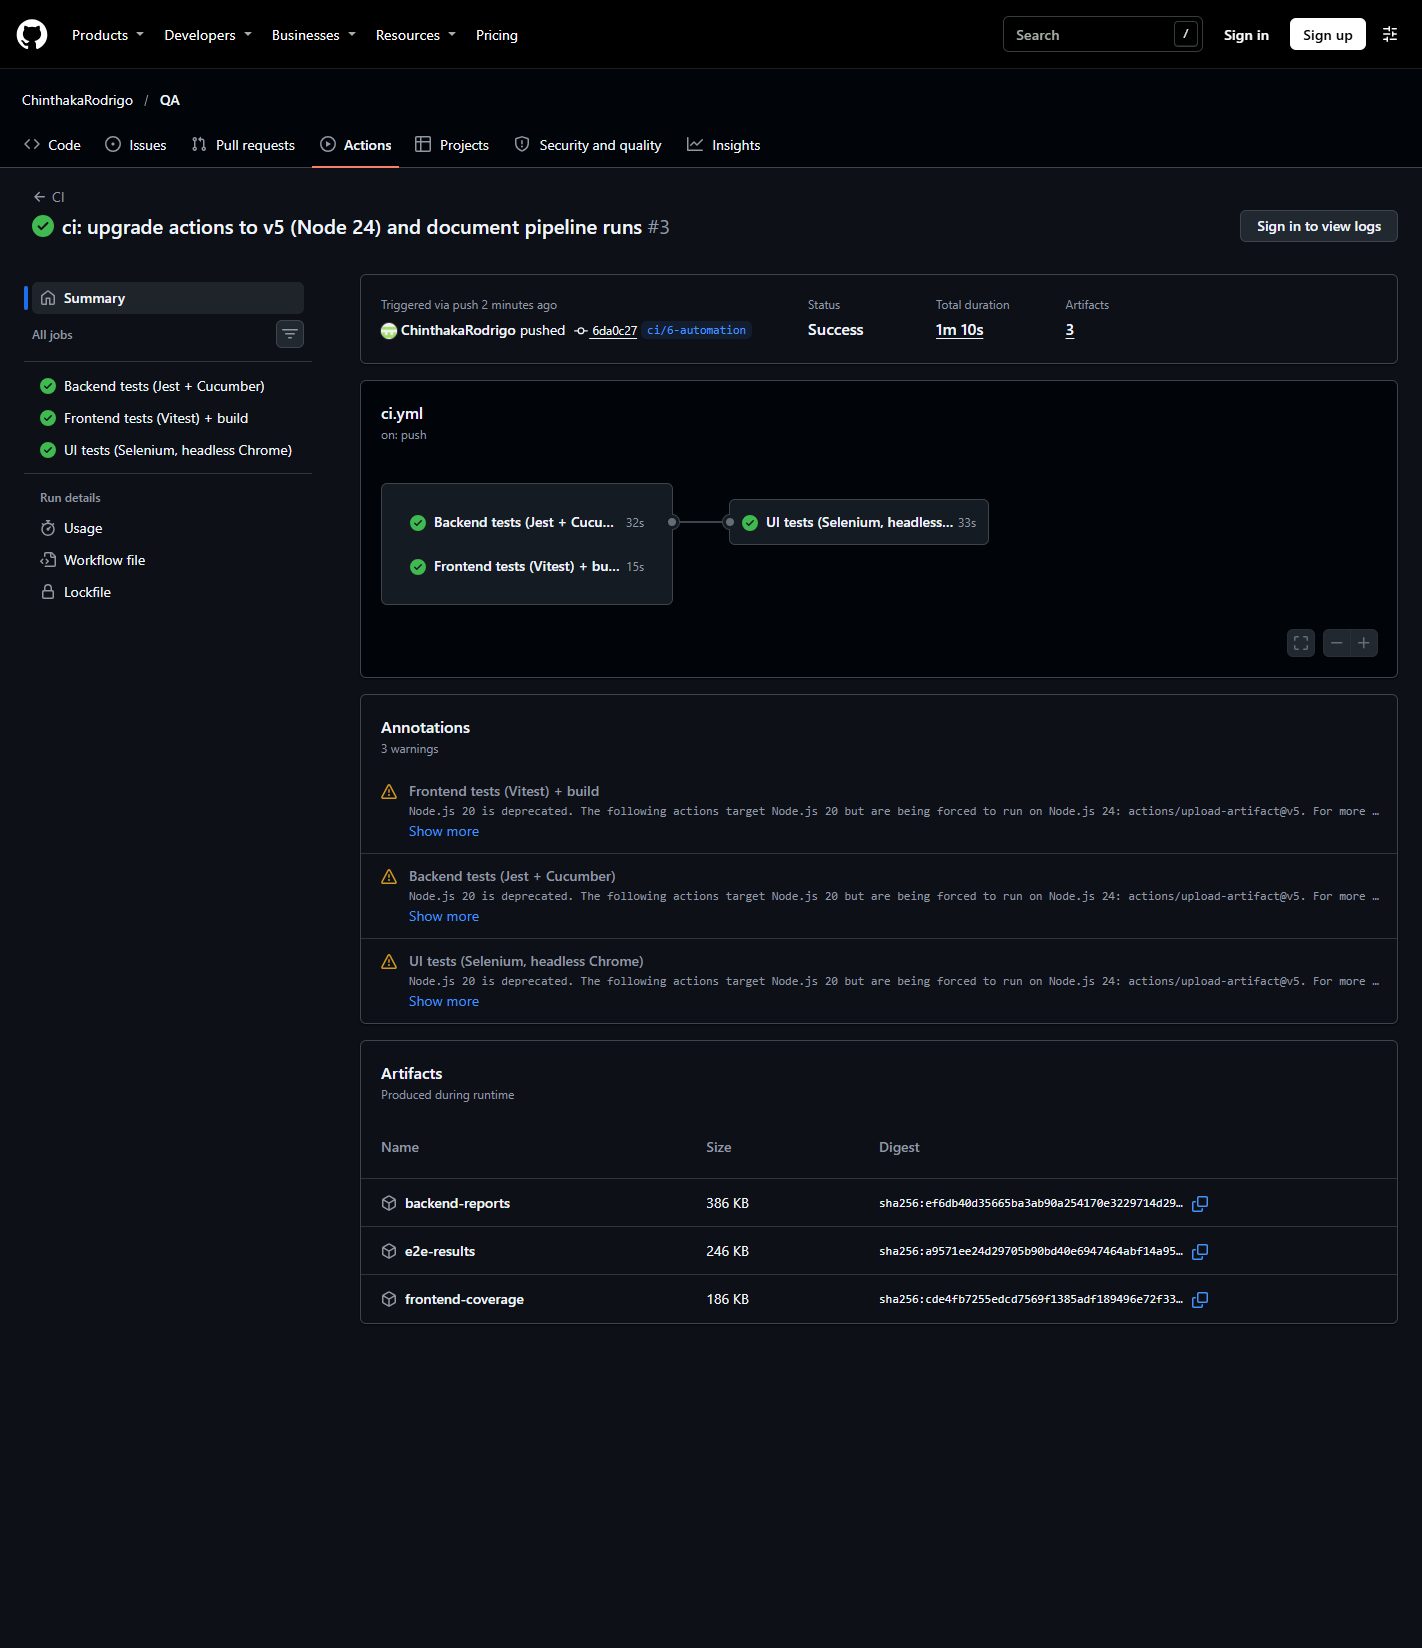 Products Developers Businesses Resources Pricing Search / Sign in Sign up
ChinthakaRodrigo / QA
Code Issues Pull requests Actions Projects Security and quality Insights
CI
ci: upgrade actions to v5 (Node 24) and document pipeline runs #3
Sign in to view logs
Summary
All jobs
Backend tests (Jest + Cucumber)
Frontend tests (Vitest) + build
UI tests (Selenium, headless Chrome)
Run details
Usage
Workflow file
Lockfile
Triggered via push 2 minutes ago
ChinthakaRodrigo pushed 6da0c27 ci/6-automation
Status
Success
Total duration
1m 10s
Artifacts
3
ci.yml
on: push
Backend tests (Jest + Cucu... 32s
Frontend tests (Vitest) + bu... 15s
UI tests (Selenium, headless... 33s
Annotations
3 warnings
Frontend tests (Vitest) + build
Node.js 20 is deprecated. The following actions target Node.js 20 but are being forced to run on Node.js 24: actions/upload-artifact@v5. For more …
Show more
Backend tests (Jest + Cucumber)
Node.js 20 is deprecated. The following actions target Node.js 20 but are being forced to run on Node.js 24: actions/upload-artifact@v5. For more …
Show more
UI tests (Selenium, headless Chrome)
Node.js 20 is deprecated. The following actions target Node.js 20 but are being forced to run on Node.js 24: actions/upload-artifact@v5. For more …
Show more
Artifacts
Produced during runtime
Name Size Digest
backend-reports 386 KB sha256:ef6db40d35665ba3ab90a254170e3229714d29…
e2e-results 246 KB sha256:a9571ee24d29705b90bd40e6947464abf14a95…
frontend-coverage 186 KB sha256:cde4fb7255edcd7569f1385adf189496e72f33…